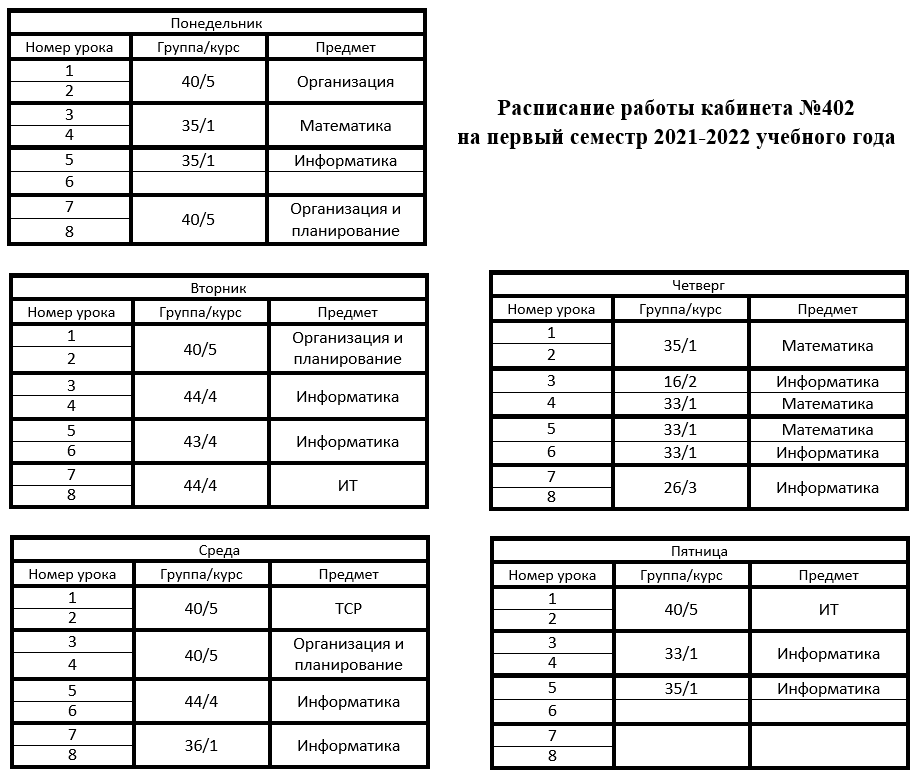 Понедельник
Номер урока Группа/курс Предмет
1
2
40/5 Организация
3
4
35/1 Математика
5 35/1 Информатика
6
7
8
40/5 Организация и
планирование
Расписание работы кабинета №402
на первый семестр 2021-2022 учебного года
Вторник
Номер урока Группа/курс Предмет
1
2
40/5 Организация и
планирование
3
4
44/4 Информатика
5
6
43/4 Информатика
7
8
44/4 ИТ
Четверг
Номер урока Группа/курс Предмет
1
2
35/1 Математика
3 16/2 Информатика
4 33/1 Математика
5 33/1 Математика
6 33/1 Информатика
7
8
26/3 Информатика
Среда
Номер урока Группа/курс Предмет
1
2
40/5 ТСР
3
4
40/5 Организация и
планирование
5
6
44/4 Информатика
7
8
36/1 Информатика
Пятница
Номер урока Группа/курс Предмет
1
2
40/5 ИТ
3
4
33/1 Информатика
5 35/1 Информатика
6
7
8